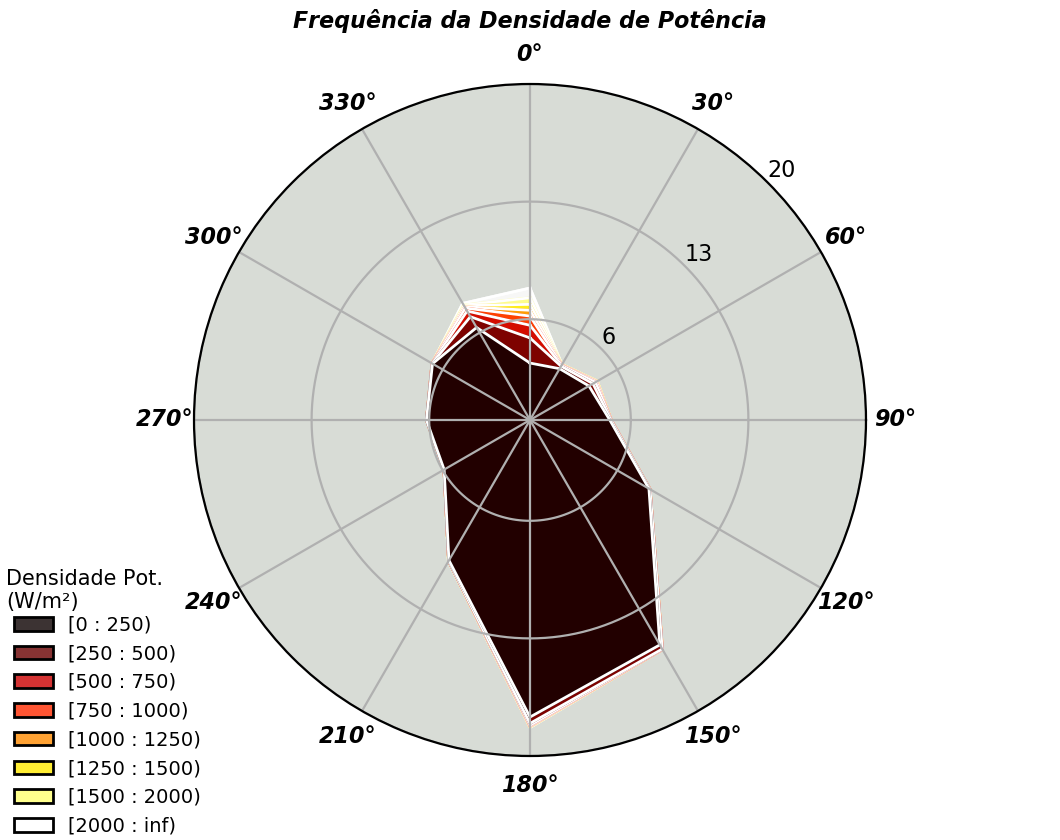 Frequência da Densidade de Potência
0°
30°
60°
90°
120°
150°
180°
210°
240°
270°
300°
330°
6
13
20
Densidade Pot.
(W/m²)
[0 : 250)
[250 : 500)
[500 : 750)
[750 : 1000)
[1000 : 1250)
[1250 : 1500)
[1500 : 2000)
[2000 : inf)